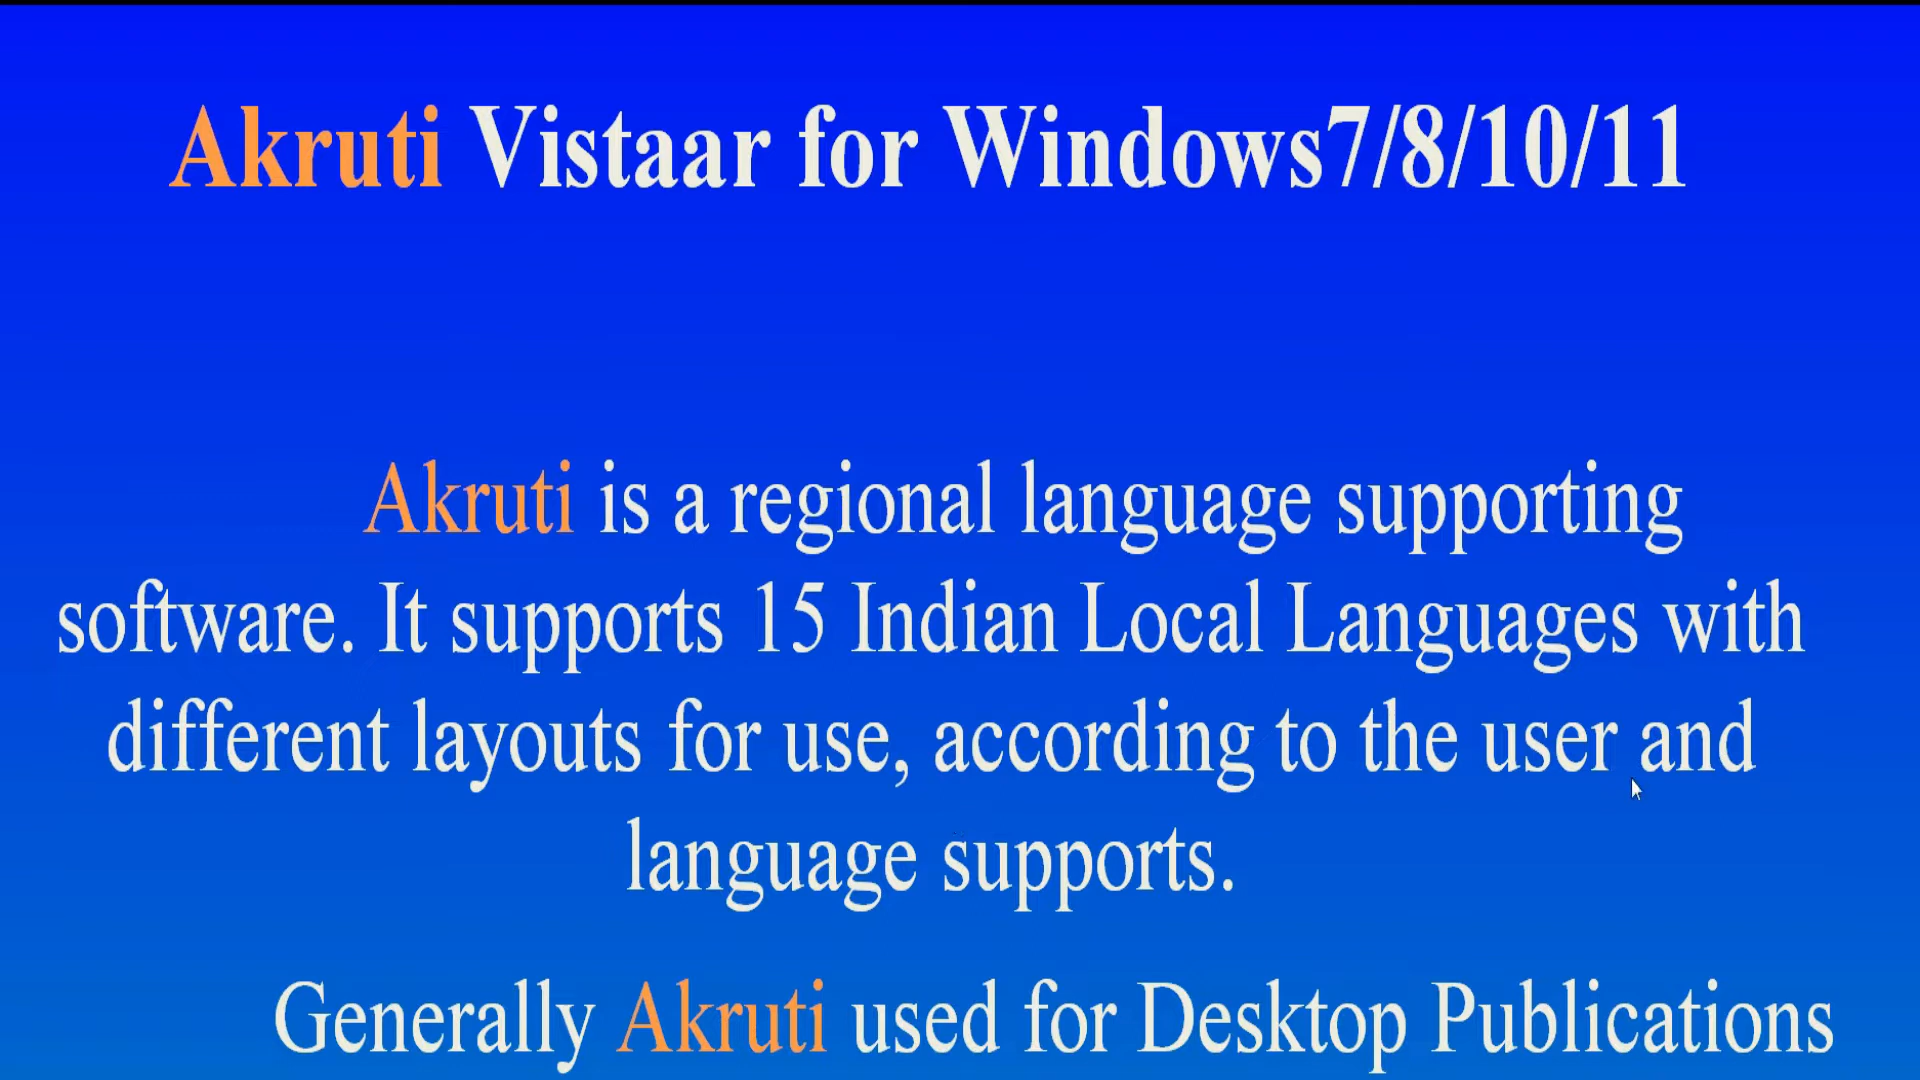 Akruti Vistaar for Windows7/8/10/11
Akruti is a regional language supporting
software. It supports 15 Indian Local Languages with
different layouts for use, according to the user and
language supports.
Generally Akruti used for Desktop Publications